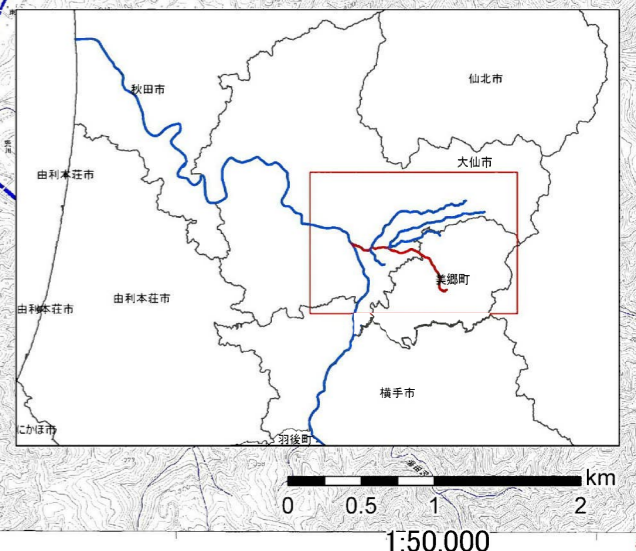 仙北市
秋田市
大仙市
由利本荘市
美郷町
由利本荘市
由利本荘市
横手市
にかほ市
羽後町
km
0 0.5 1 2
1:50,000